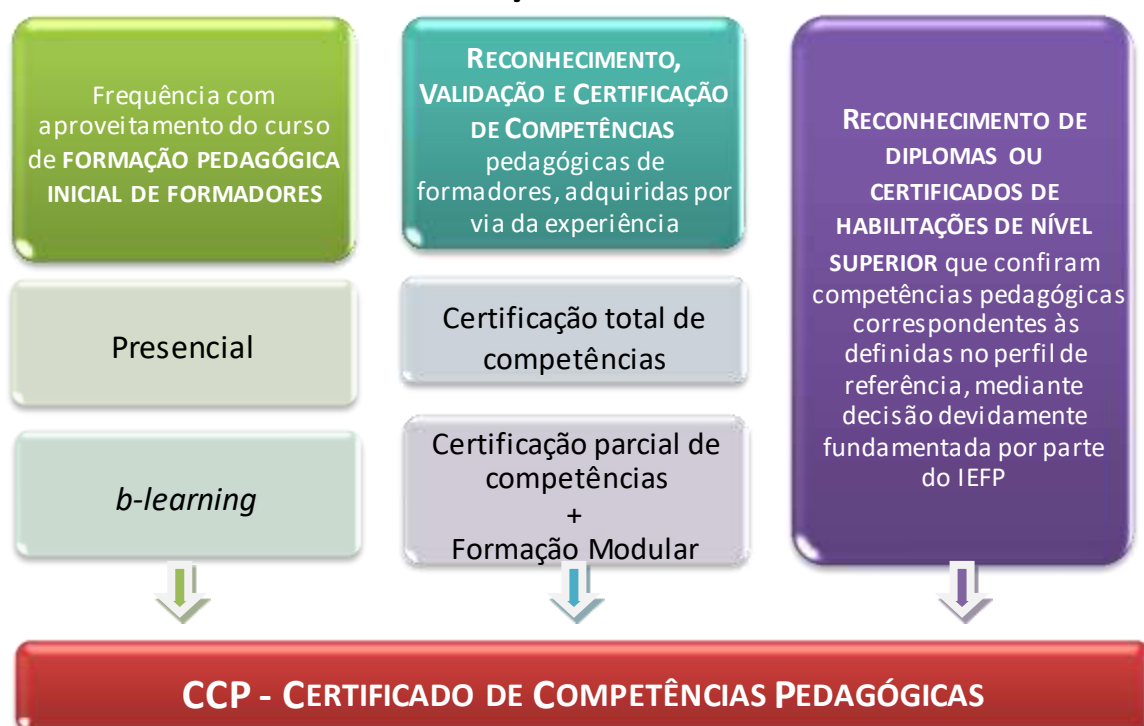 Frequência com
aproveitamento do curso
de FORMAÇÃO PEDAGÓGICA
INICIAL DE FORMADORES
Presencial
b-learning
RECONHECIMENTO,
VALIDAÇÃO E CERTIFICAÇÃO
DE COMPETÊNCIAS
pedagógicas de
formadores, adquiridas por
via da experiência
Certificação total de
competências
Certificação parcial de
competências
+
Formação Modular
RECONHECIMENTO DE
DIPLOMAS OU
CERTIFICADOS DE
HABILITAÇÕES DE NÍVEL
SUPERIOR que confiram
competências pedagógicas
correspondentes às
definidas no perfil de
referência, mediante
decisão devidamente
fundamentada por parte
do IEFP
CCP - CERTIFICADO DE COMPETÊNCIAS PEDAGÓGICAS